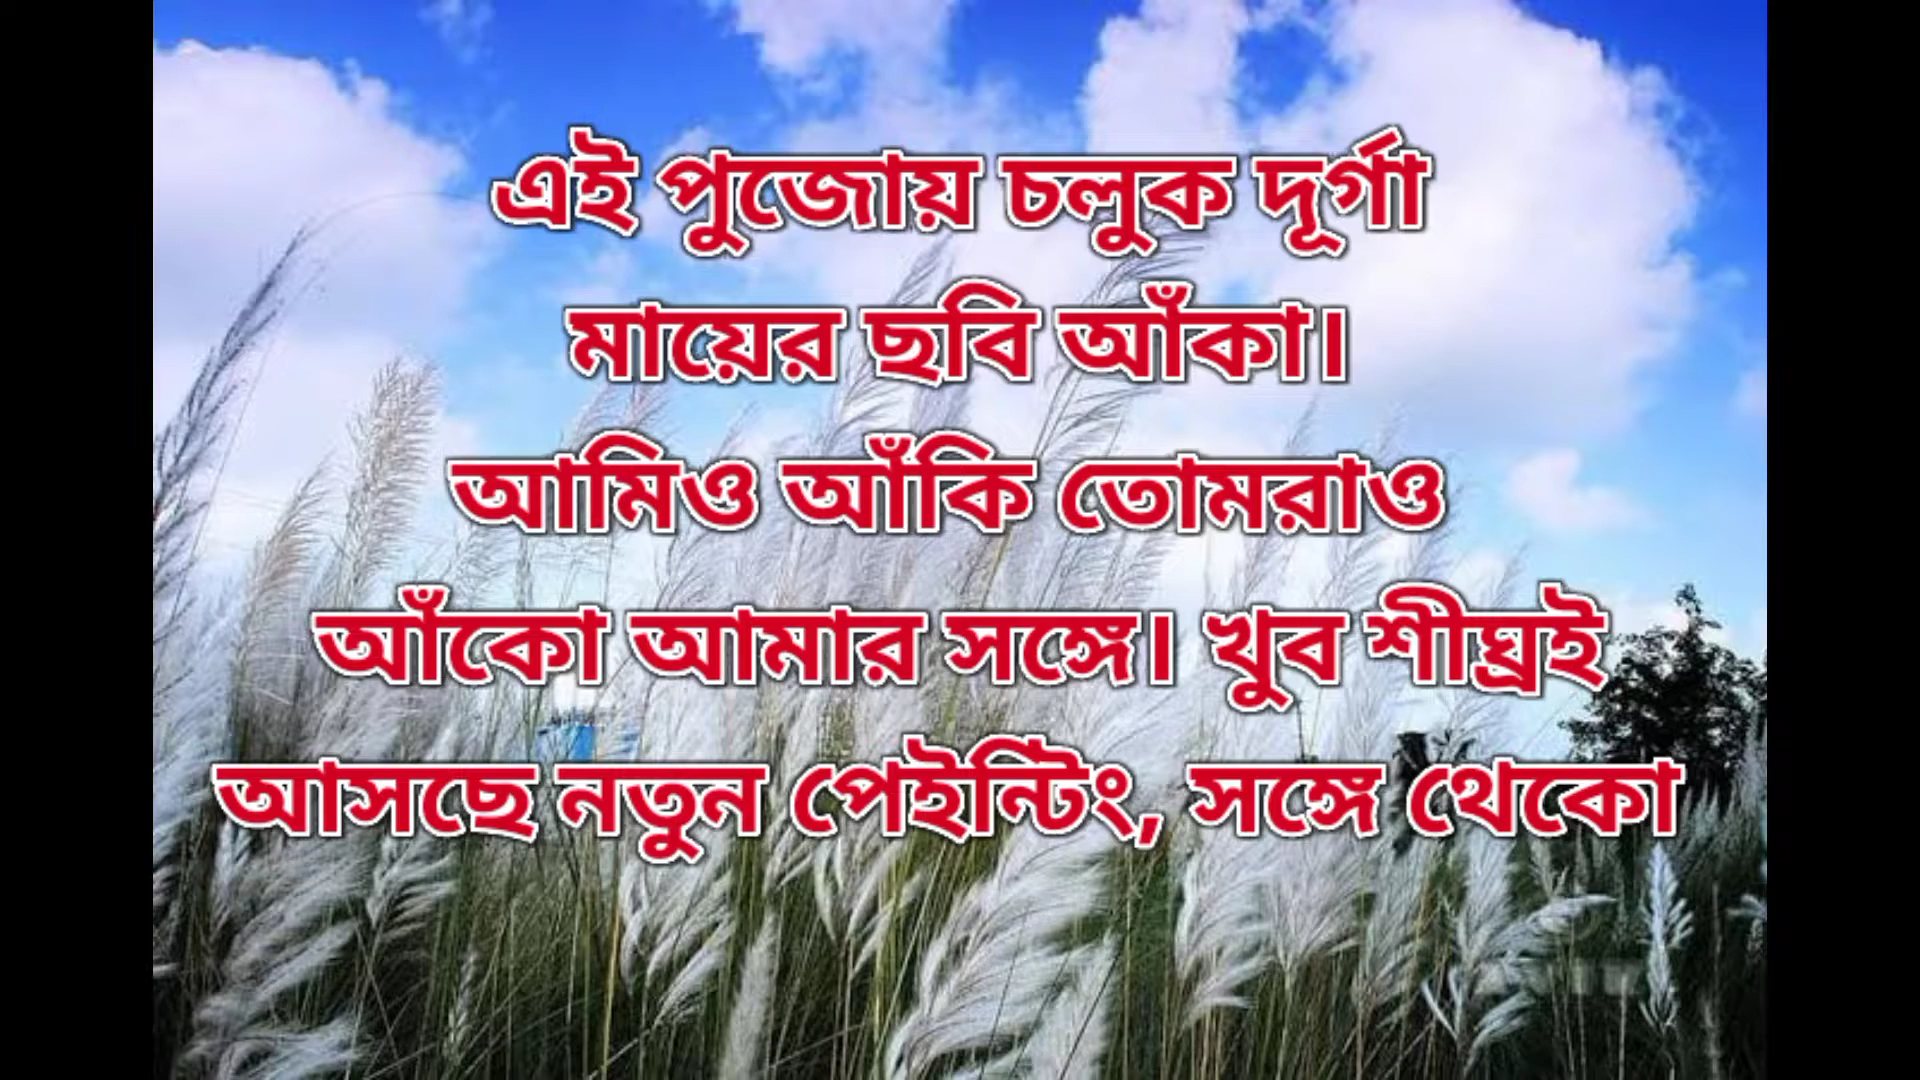 এই পুজোয় চলুক দূর্গা
মায়ের ছবি আঁকা।
আমিও আঁকি তোমরাও
আঁকো আমার সঙ্গে। খুব শীঘ্রই
আসছে নতুন পেইন্টিং, সঙ্গে থেকো